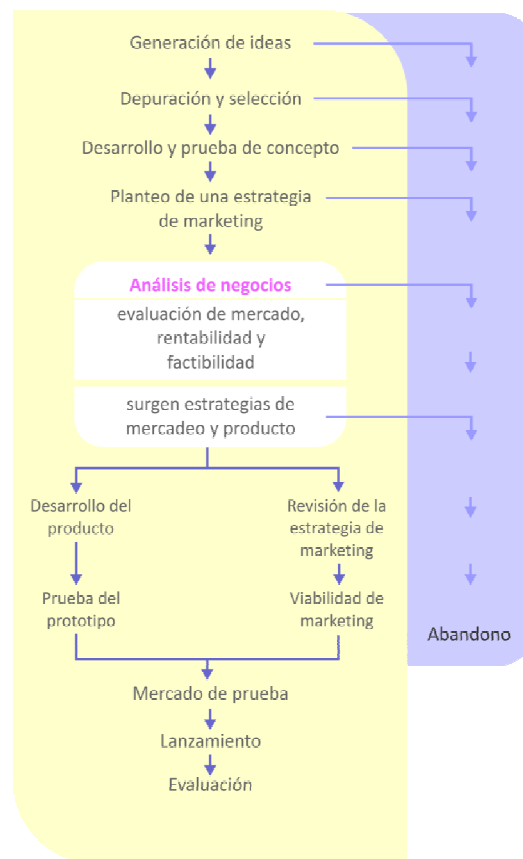 Generación de ideas
Depuración y selección
Desarrollo y prueba de concepto
Planteo de una estrategia
de marketing
Análisis de negocios
evaluación de mercado,
rentabilidad y
factibilidad
surgen estrategias de
mercadeo y producto
Desarrollo del
producto
Revisión de la
estrategia de
marketing
Prueba del
prototipo
Viabilidad de
marketing
Abandono
Mercado de prueba
Lanzamiento
Evaluación